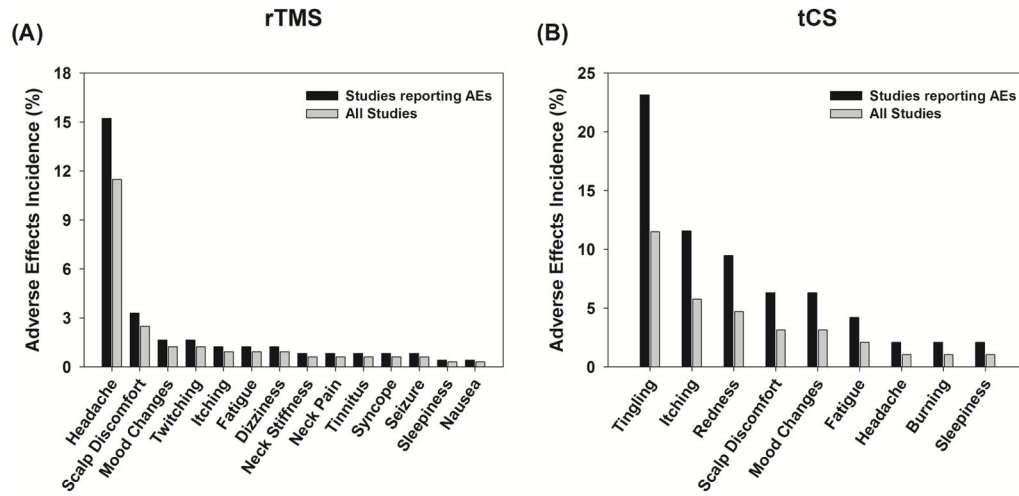 rTMS
(A)
Adverse Effects Incidence (%)
18
15
12
9
6
3
0
Studies reporting AEs
All Studies
Headache
Scalp Discomfort
Mood Changes
Twitching
Itching
Fatigue
Dizziness
Neck Stiffness
Neck Pain
Tinnitus
Syncope
Seizure
Sleepiness
Nausea
tCS
(B)
Adverse Effects Incidence (%)
25
20
15
10
5
0
Studies reporting AEs
All Studies
Tingling
Itching
Redness
Scalp Discomfort
Mood Changes
Fatigue
Headache
Burning
Sleepiness